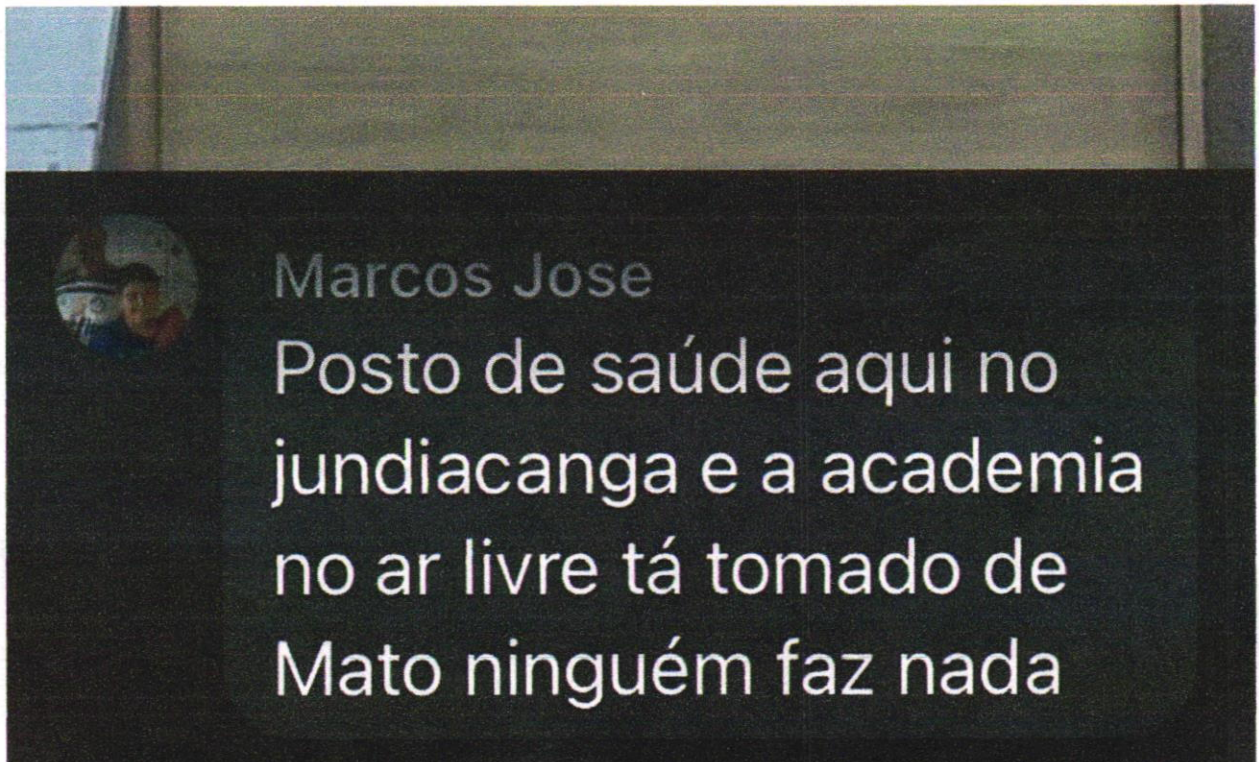 Marcos Jose
Posto de saúde aqui no
jundiacanga e a academia
no ar livre tá tomado de
Mato ninguém faz nada